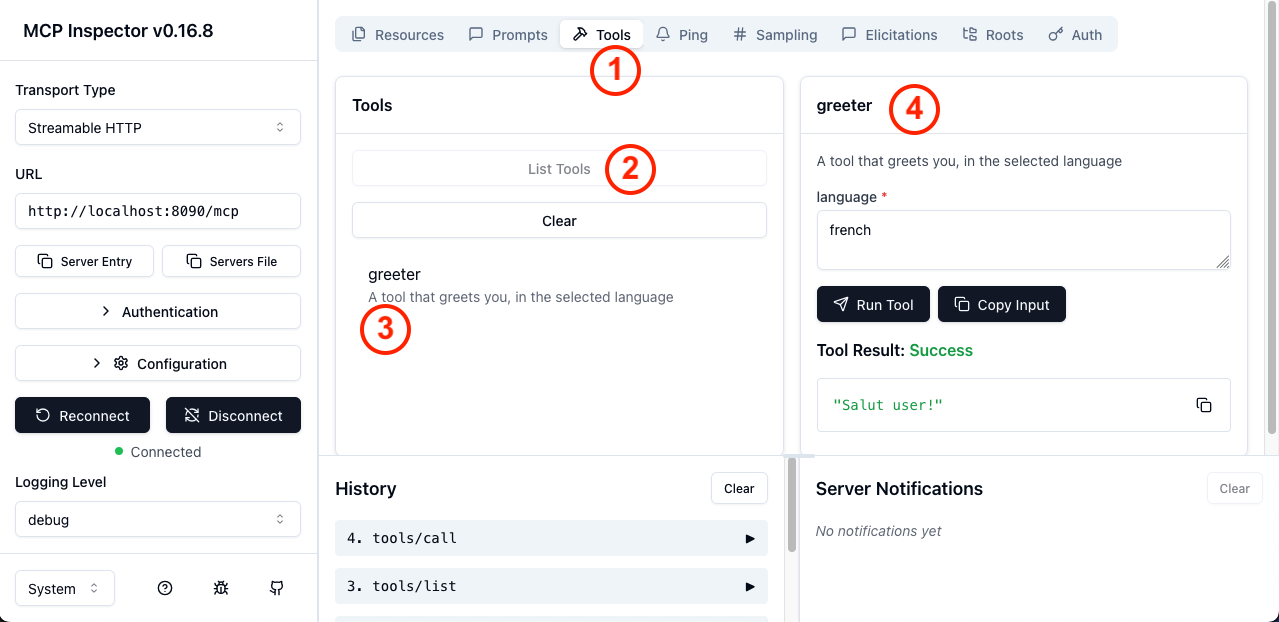 MCP Inspector v0.16.8
Transport Type
Streamable HTTP
URL
http://localhost:8090/mcp
Server Entry
Servers File
Authentication
Configuration
Reconnect
Disconnect
Connected
Logging Level
debug
System
Resources
Prompts
Tools
Ping
Sampling
Elicitations
Roots
Auth
1
Tools
List Tools
2
Clear
greeter
A tool that greets you, in the selected language
3
greeter
4
A tool that greets you, in the selected language
language *
french
Run Tool
Copy Input
Tool Result: Success
"Salut user!"
History
Clear
4. tools/call
3. tools/list
Server Notifications
Clear
No notifications yet